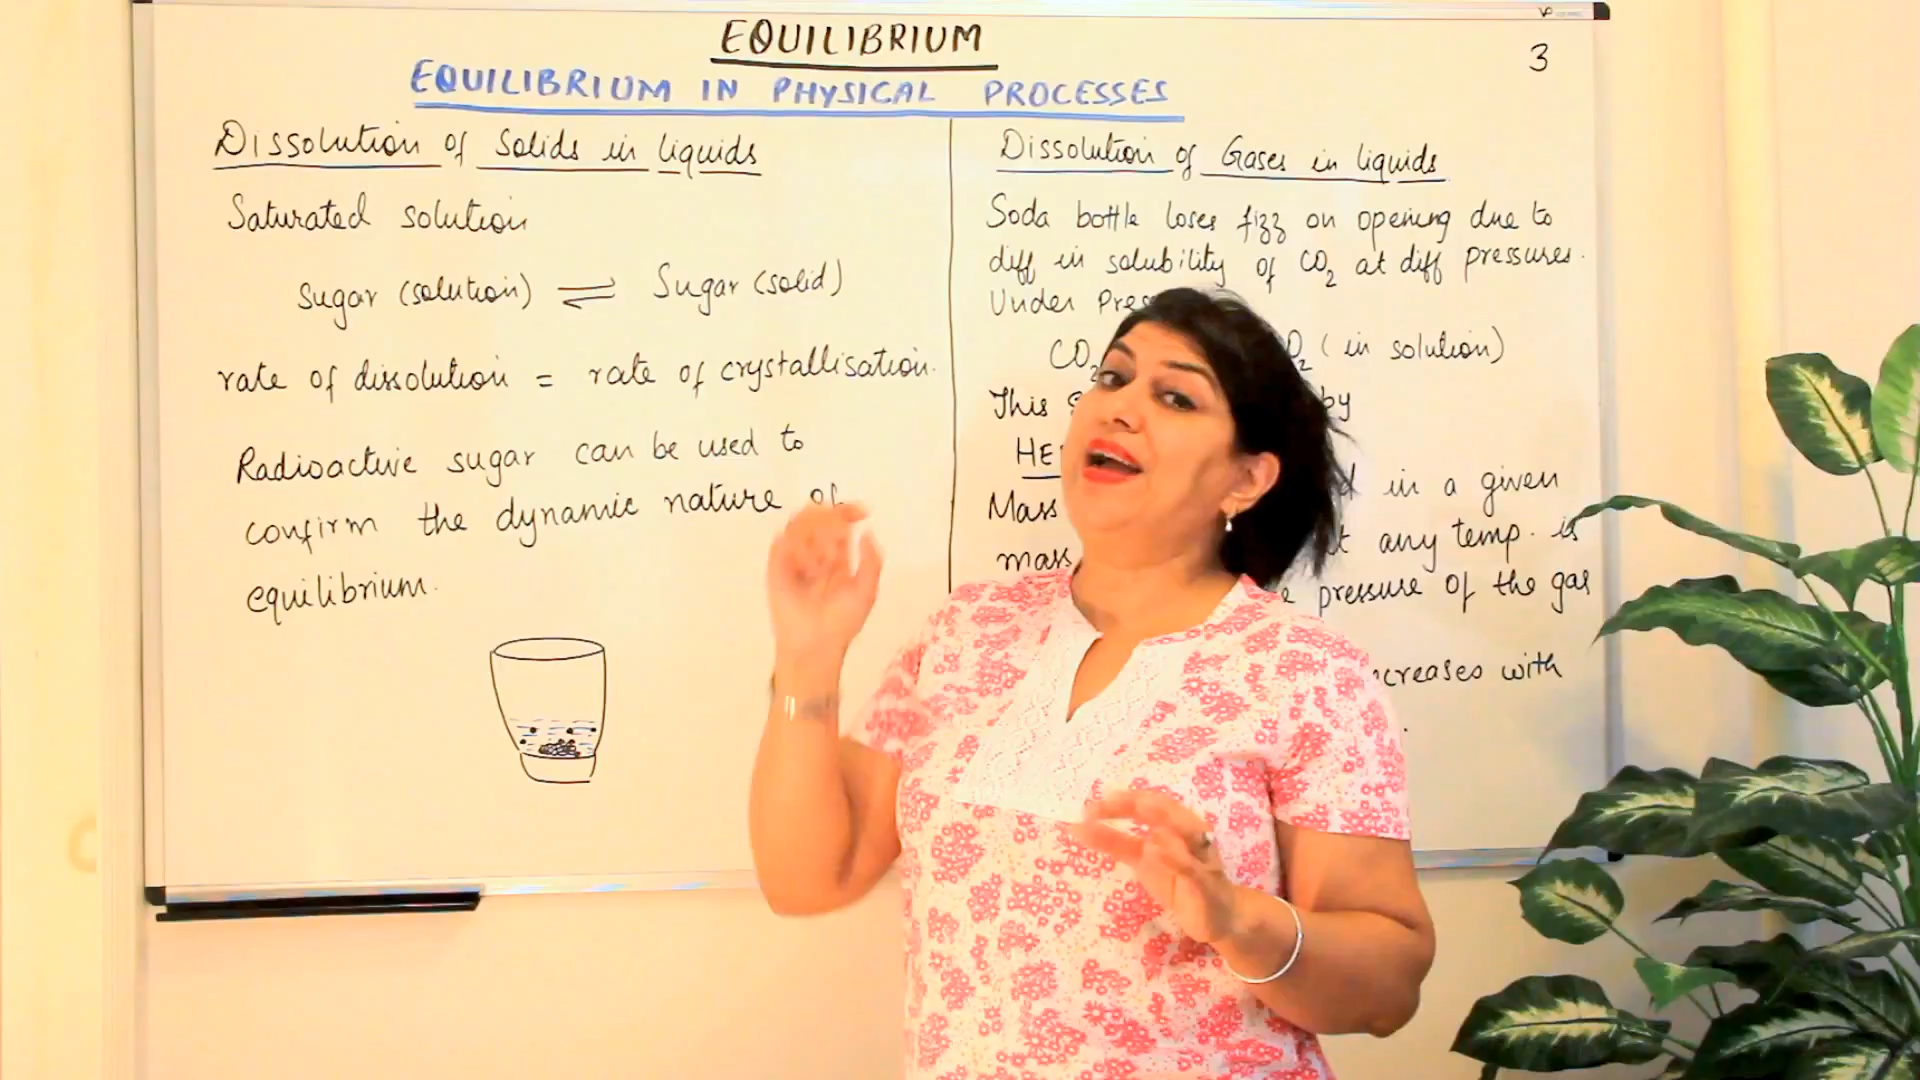 EQUILIBRIUM
3
EQUILIBRIUM IN PHYSICAL PROCESSES
Dissolution of Solids in liquids
Saturated solution
Sugar (solution) ⇌ Sugar (solid)
rate of dissolution = rate of crystallisation.
Radioactive sugar can be used to
confirm the dynamic nature of
equilibrium.
Dissolution of Gases in liquids
Soda bottle loses fizz on opening due to
diff in solubility of CO₂ at diff pressures.
Under Pres
CO₂ (in solution)
This by
HE
Mass in a given
mass any temp. is
pressure of the gas
creases with